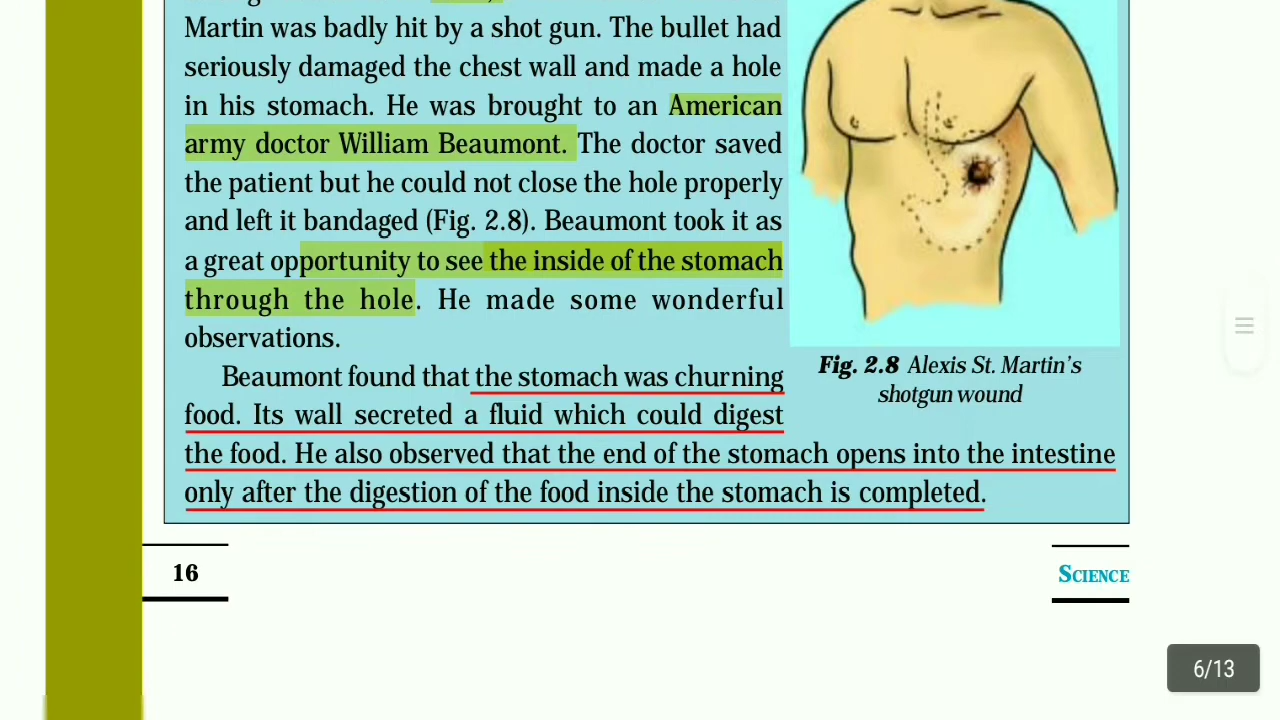 Martin was badly hit by a shot gun. The bullet had
seriously damaged the chest wall and made a hole
in his stomach. He was brought to an American
army doctor William Beaumont. The doctor saved
the patient but he could not close the hole properly
and left it bandaged (Fig. 2.8). Beaumont took it as
a great opportunity to see the inside of the stomach
through the hole. He made some wonderful
observations.
Beaumont found that the stomach was churning
food. Its wall secreted a fluid which could digest
the food. He also observed that the end of the stomach opens into the intestine
only after the digestion of the food inside the stomach is completed.
Fig. 2.8 Alexis St. Martin's
shotgun wound
16
SCIENCE
6/13